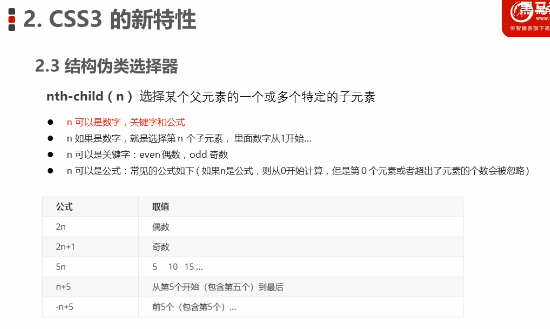 2. CSS3 的新特性
黑马
2.3 结构伪类选择器
nth-child（n）选择某个父元素的一个或多个特定的子元素
● n 可以是数字，关键字和公式
● n 如果是数字，就是选择第 n 个子元素，里面数字从1开始…
● n 可以是关键字：even 偶数，odd 奇数
● n 可以是公式：常见的公式如下 ( 如果n是公式，则从0开始计算，但是第 0 个元素或者超出了元素的个数会被忽略 )
公式 取值
2n 偶数
2n+1 奇数
5n 5 10 15 ...
n+5 从第5个开始（包含第五个）到最后
-n+5 前5个（包含第5个）…